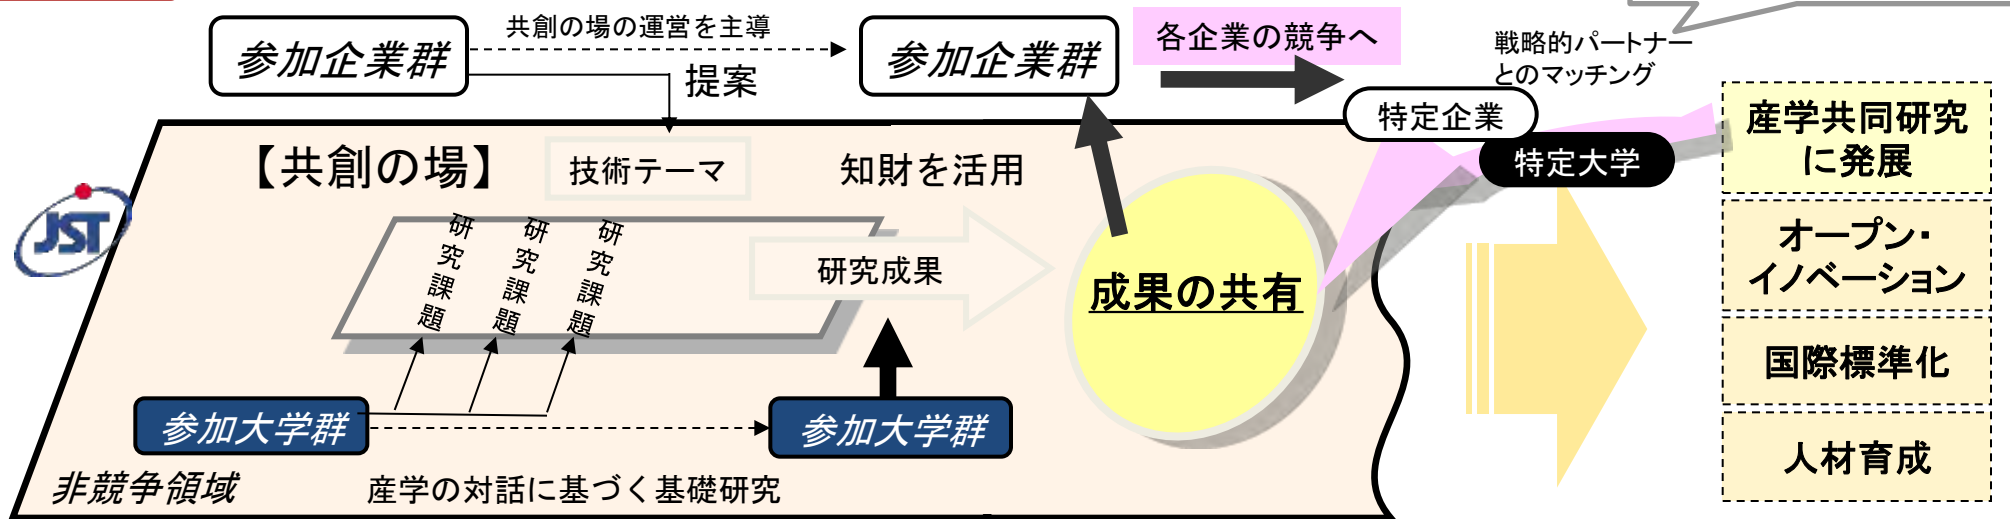 共創の場の運営を主導
参加企業群
参加企業群
提案
各企業の競争へ
戦略的パートナー
とのマッチング
特定企業
特定大学
【共創の場】
技術テーマ
知財を活用
JST
研究課題
研究課題
研究課題
研究成果
成果の共有
参加大学群
参加大学群
非競争領域
産学の対話に基づく基礎研究
産学共同研究
に発展
オープン・
イノベーション
国際標準化
人材育成